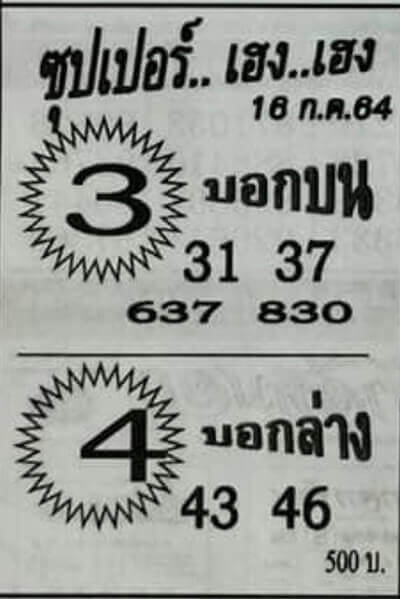 ซุปเปอร์.. เฮง..เฮง
16 ก.ค.64
3 บอกบน
31 37
637 830
4 บอกล่าง
43 46
500 บ.